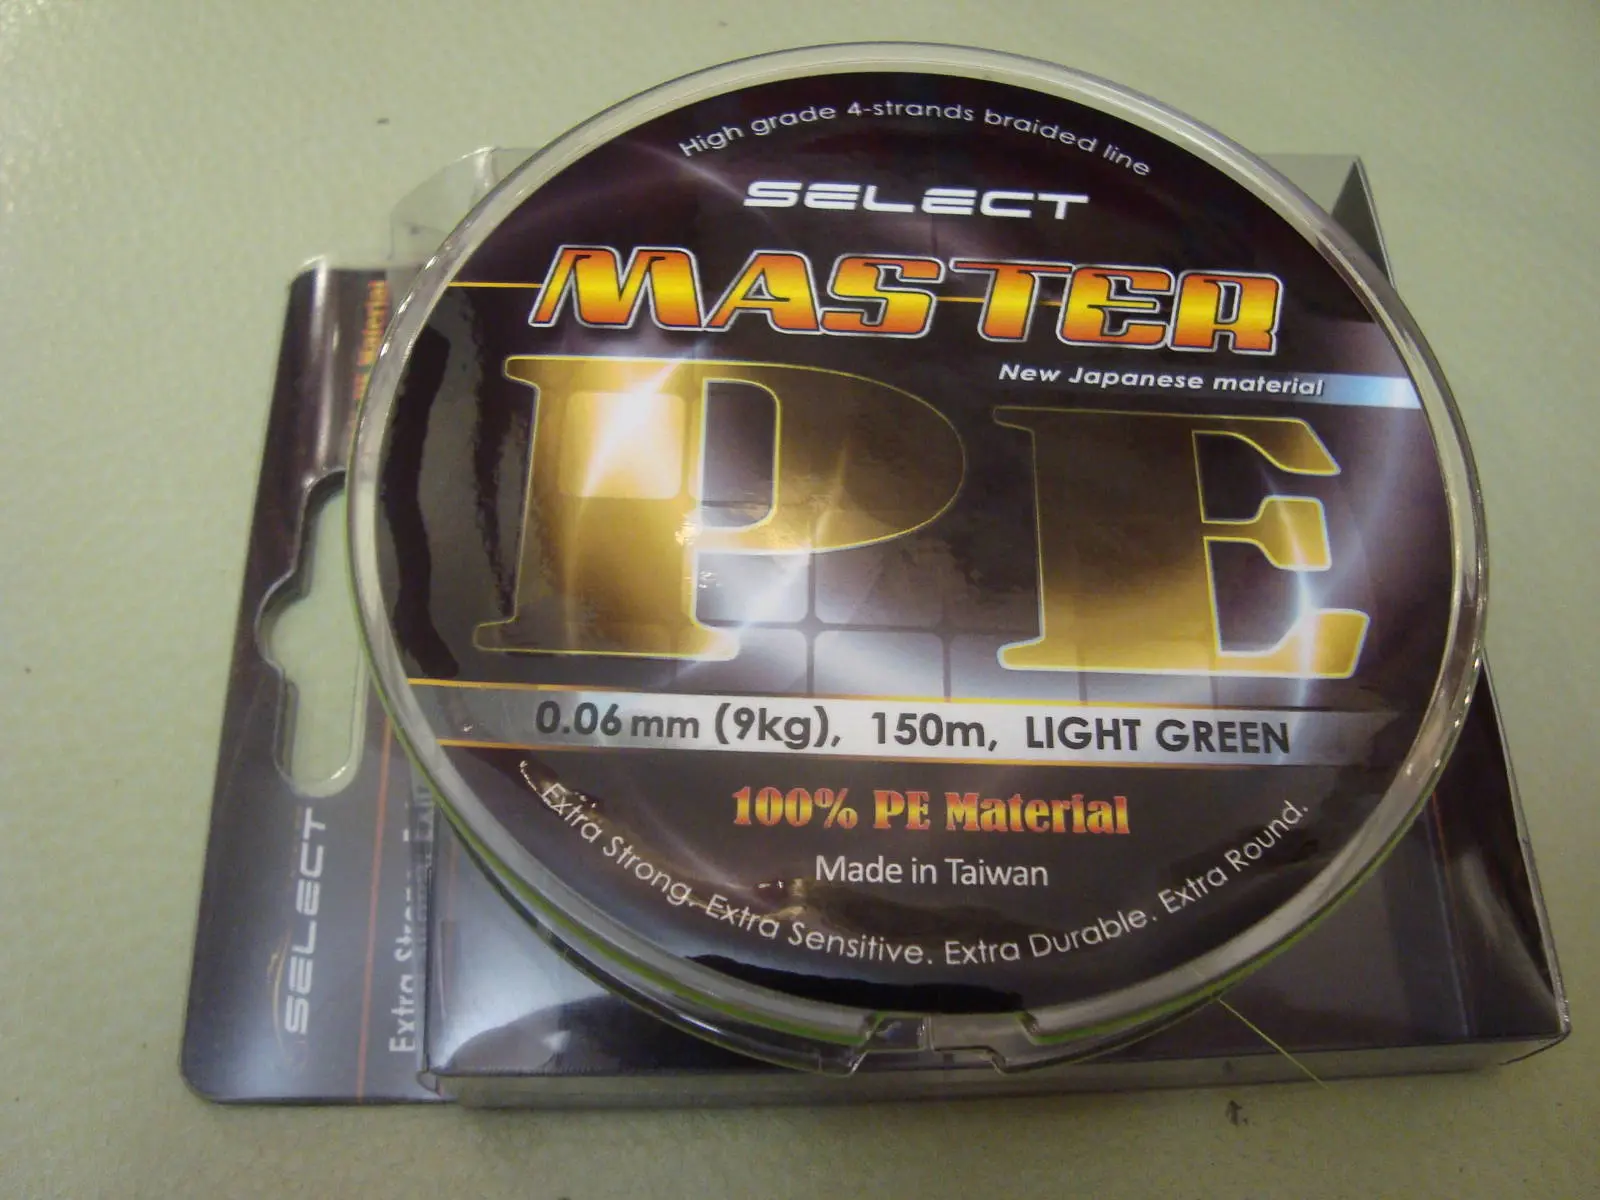 High grade 4-strands braided line
SELECT
MASTER
New Japanese material
PE
0.06 mm (9kg), 150m, LIGHT GREEN
100% PE Material
Made in Taiwan
Extra Strong. Extra Sensitive. Extra Durable. Extra Round.
SELECT
Extra